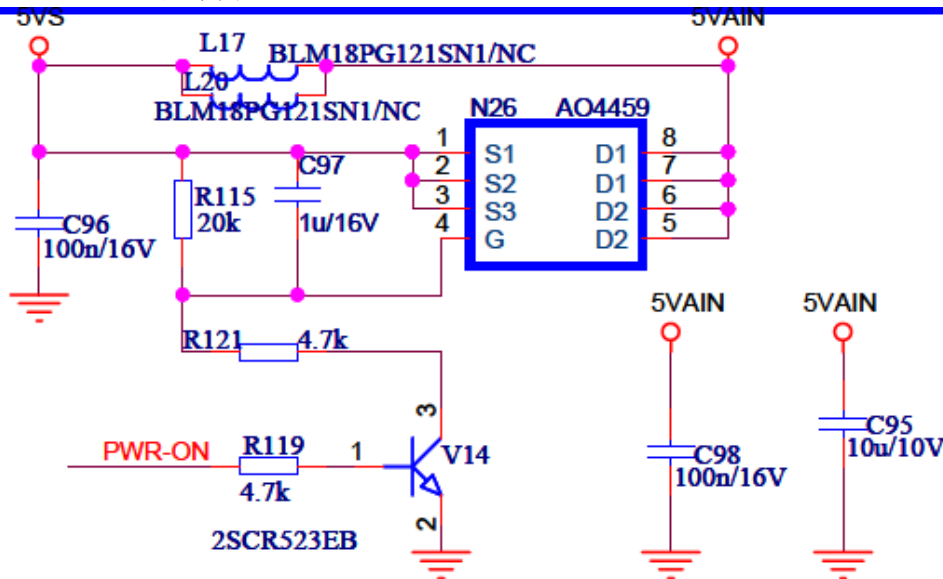 5VS
5VAIN
L17
BLM18PG121SN1/NC
L20
BLM18PG121SN1/NC
N26
AO4459
1
S1
D1
8
2
S2
D1
7
3
S3
D2
6
4
G
D2
5
C97
1u/16V
R115
20k
C96
100n/16V
R121
4.7k
5VAIN
5VAIN
3
PWR-ON
R119
4.7k
1
V14
2
2SCR523EB
C98
100n/16V
C95
10u/10V